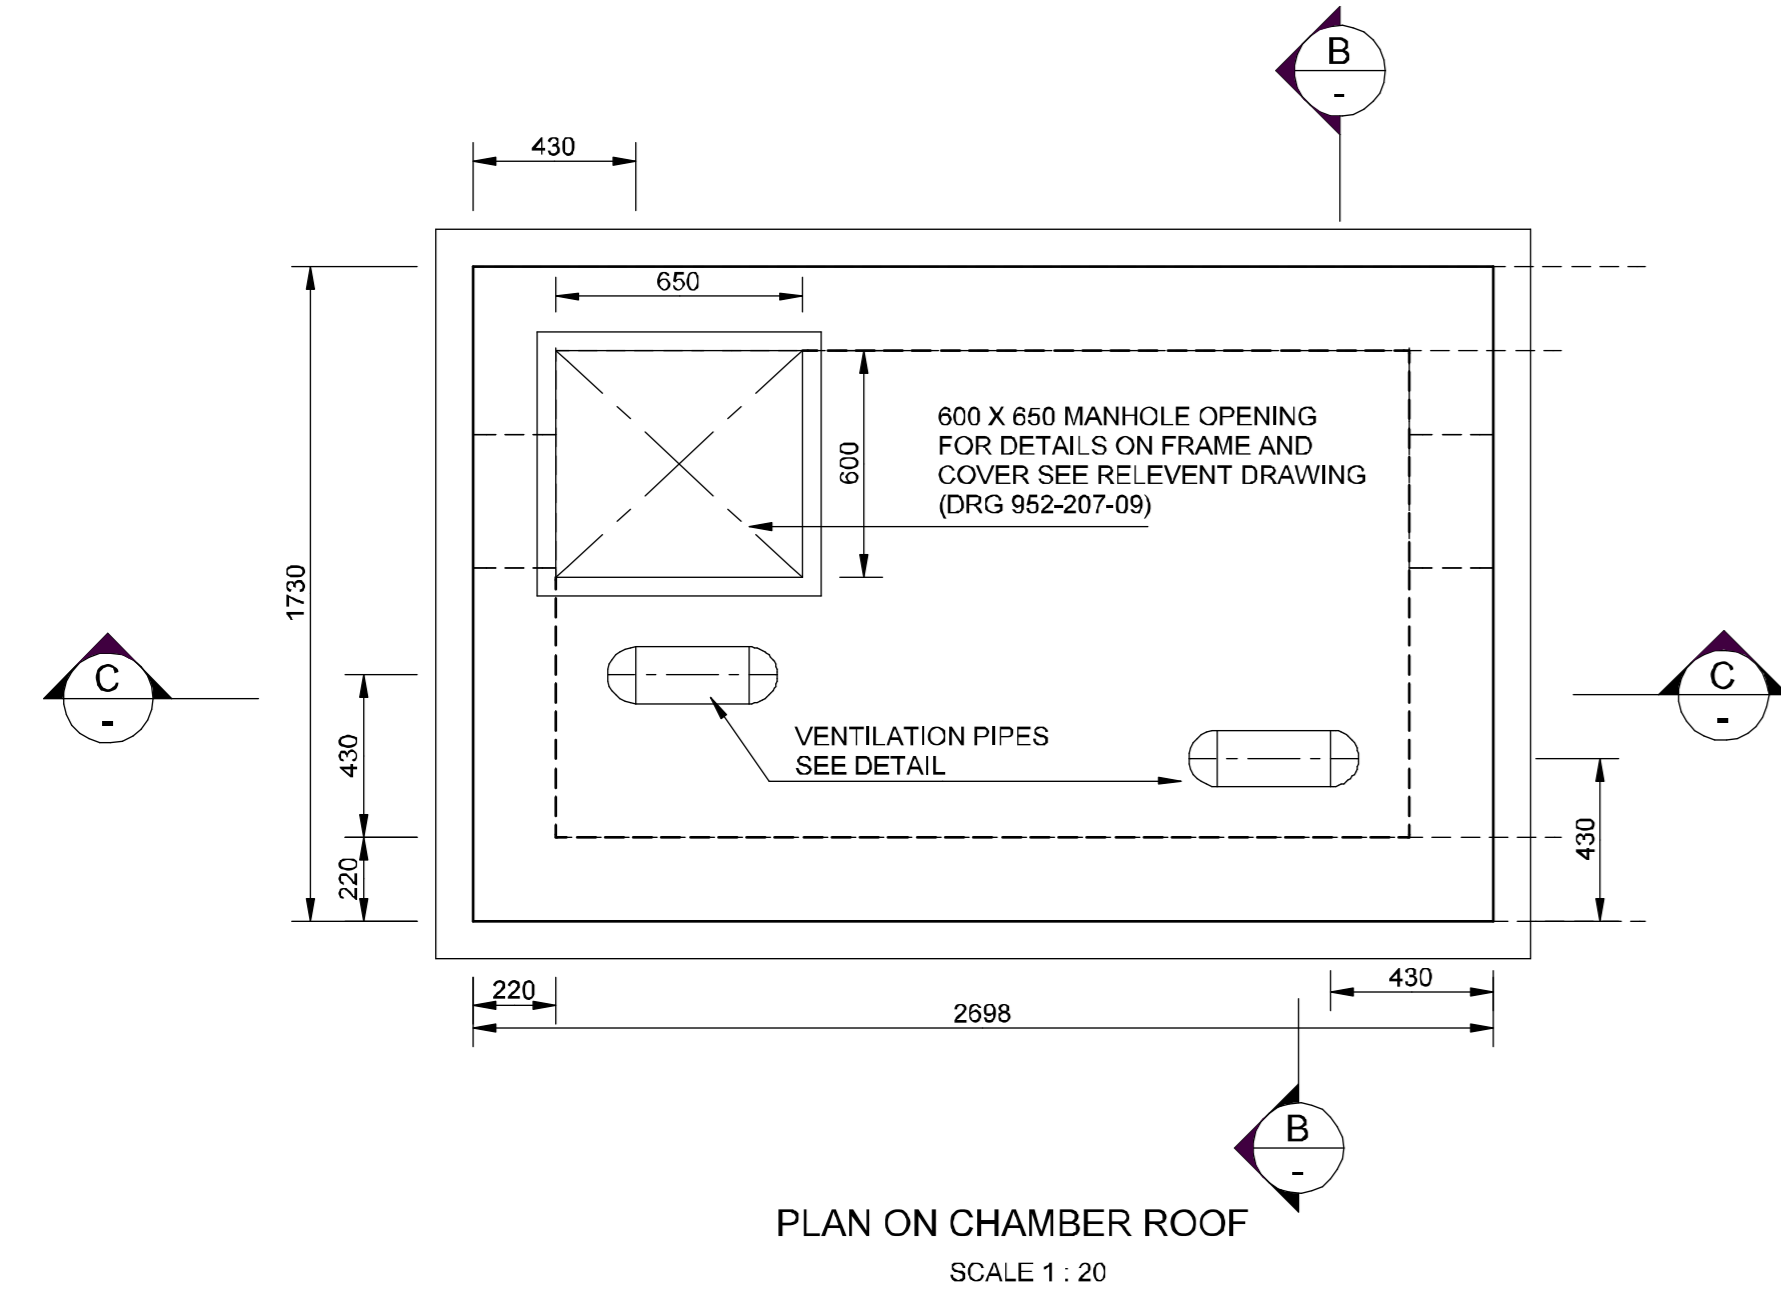 B
-
430
650
600 X 650 MANHOLE OPENING
FOR DETAILS ON FRAME AND
COVER SEE RELEVENT DRAWING
(DRG 952-207-09)
600
1730
C
-
C
-
VENTILATION PIPES
SEE DETAIL
430
220
430
220
430
2698
B
-
PLAN ON CHAMBER ROOF
SCALE 1 : 20